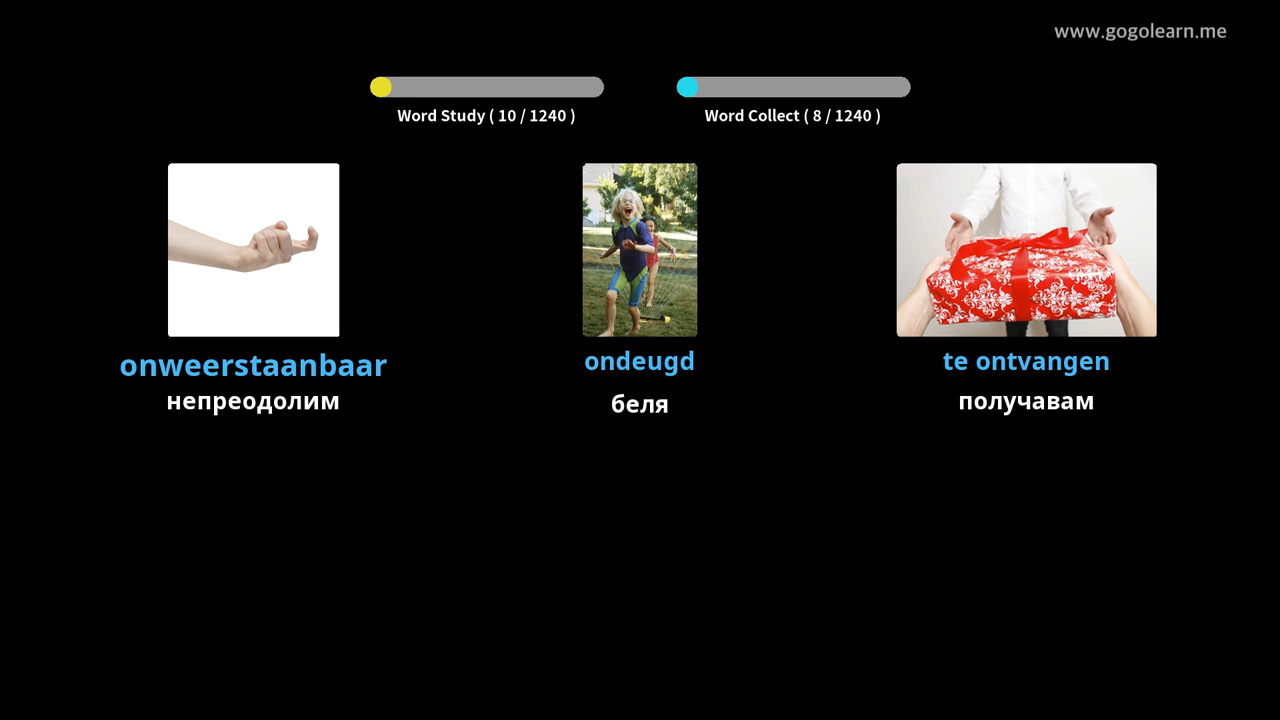 www.gogolearn.me
Word Study ( 10 / 1240 )
Word Collect ( 8 / 1240 )
onweerstaanbaar
непреодолим
ondeugd
беля
te ontvangen
получавам